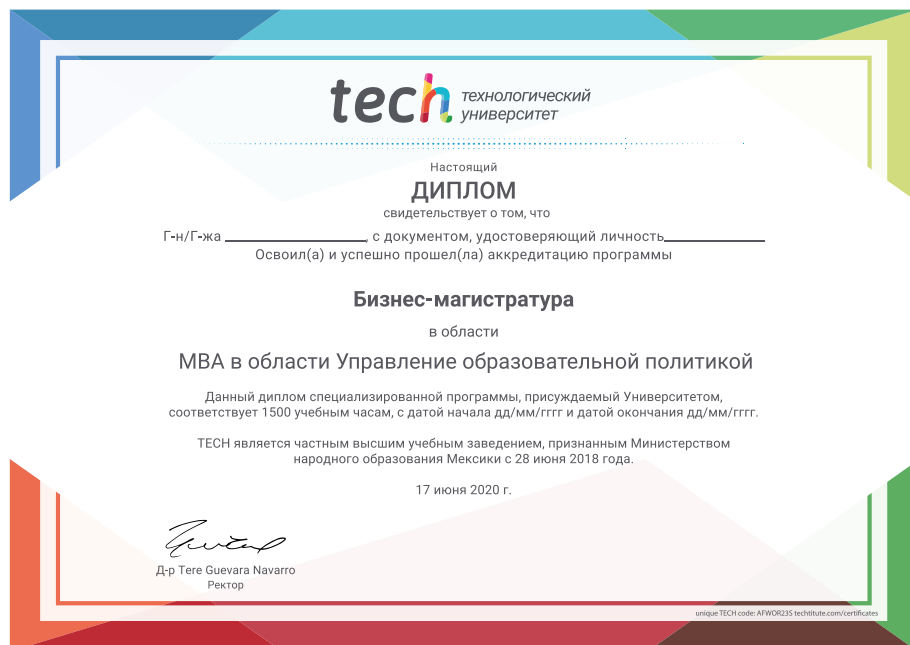 tech технологический
университет
Настоящий
ДИПЛОМ
свидетельствует о том, что
Г-н/Г-жа , с документом, удостоверяющий личность
Освоил(а) и успешно прошел(ла) аккредитацию программы
Бизнес-магистратура
в области
MBA в области Управление образовательной политикой
Данный диплом специализированной программы, присуждаемый Университетом,
соответствует 1500 учебным часам, с датой начала дд/мм/гггг и датой окончания дд/мм/гггг.
TECH является частным высшим учебным заведением, признанным Министерством
народного образования Мексики с 28 июня 2018 года.
17 июня 2020 г.
Д-р Tere Guevara Navarro
Ректор
unique TECH code: AFWOR23S techtitute.com/certificates